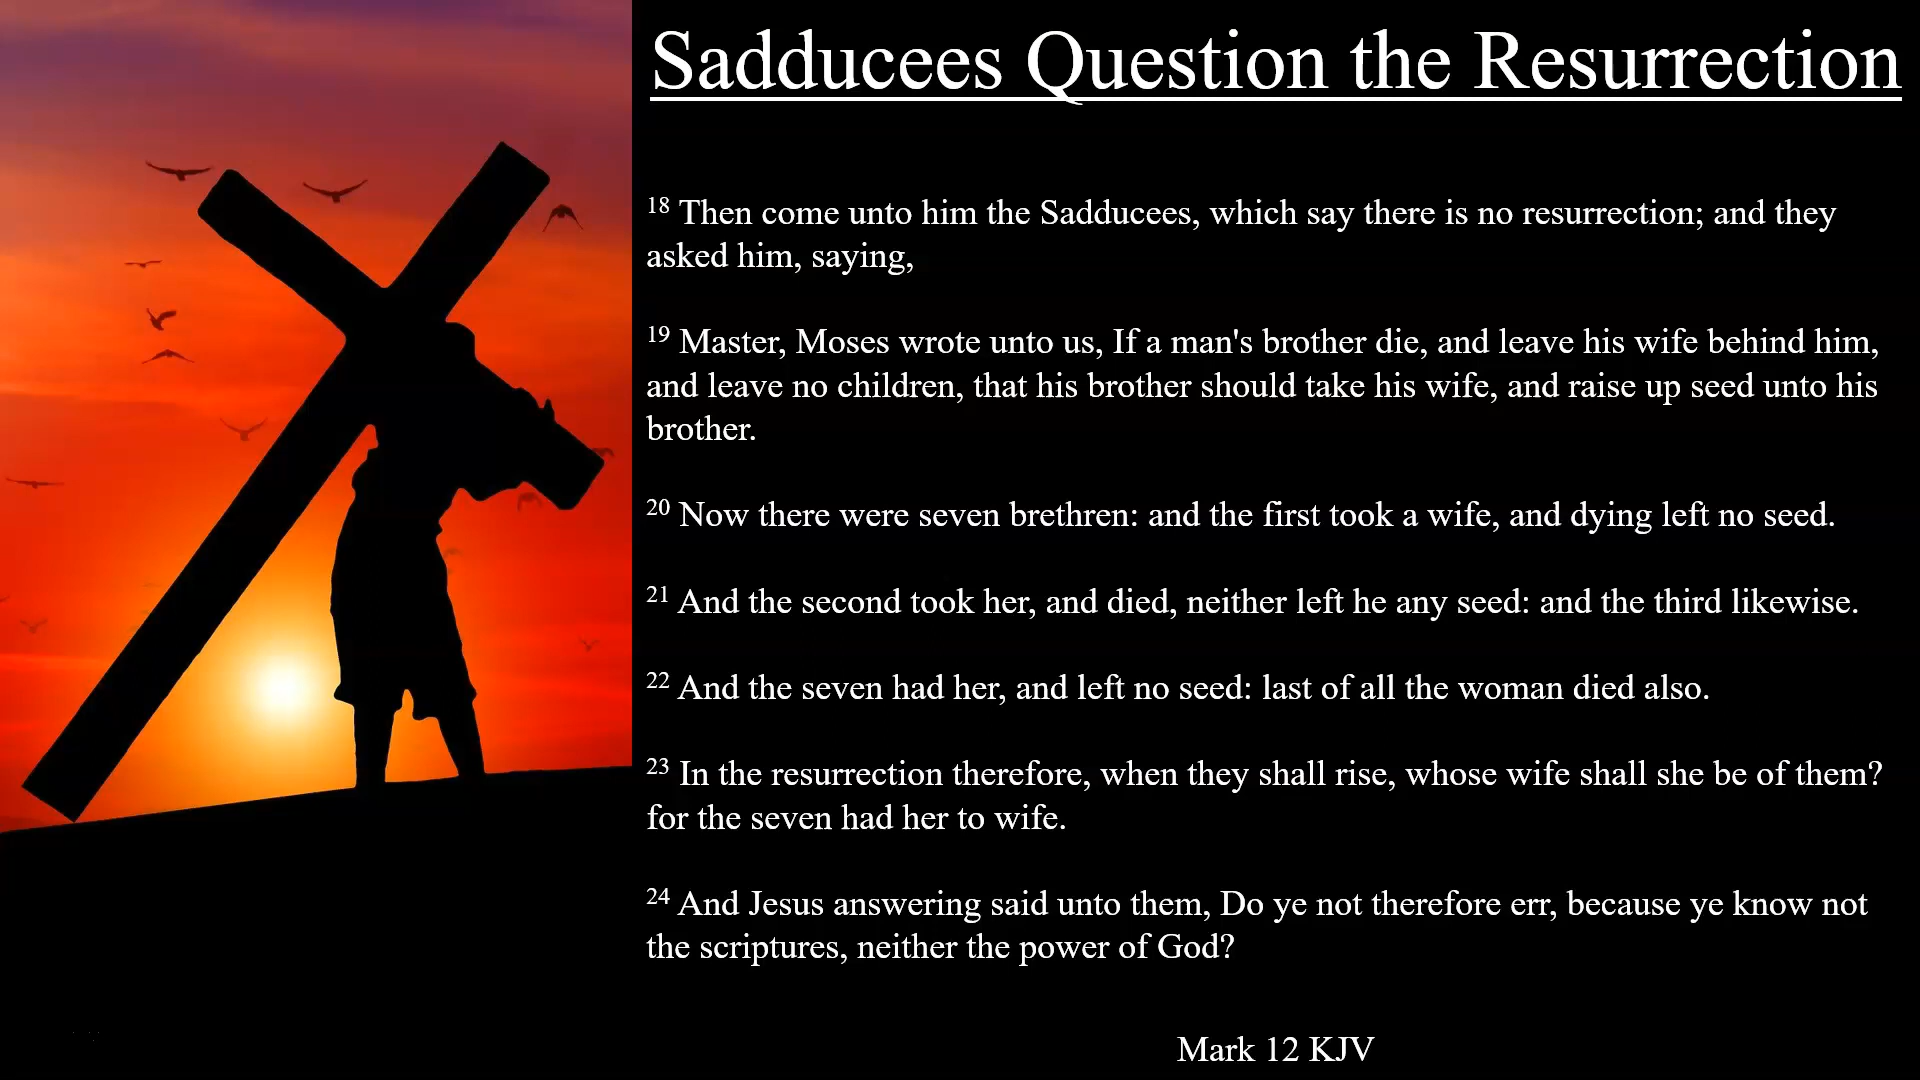 Sadducees Question the Resurrection
18 Then come unto him the Sadducees, which say there is no resurrection; and they
asked him, saying,
19 Master, Moses wrote unto us, If a man's brother die, and leave his wife behind him,
and leave no children, that his brother should take his wife, and raise up seed unto his
brother.
20 Now there were seven brethren: and the first took a wife, and dying left no seed.
21 And the second took her, and died, neither left he any seed: and the third likewise.
22 And the seven had her, and left no seed: last of all the woman died also.
23 In the resurrection therefore, when they shall rise, whose wife shall she be of them?
for the seven had her to wife.
24 And Jesus answering said unto them, Do ye not therefore err, because ye know not
the scriptures, neither the power of God?
Mark 12 KJV